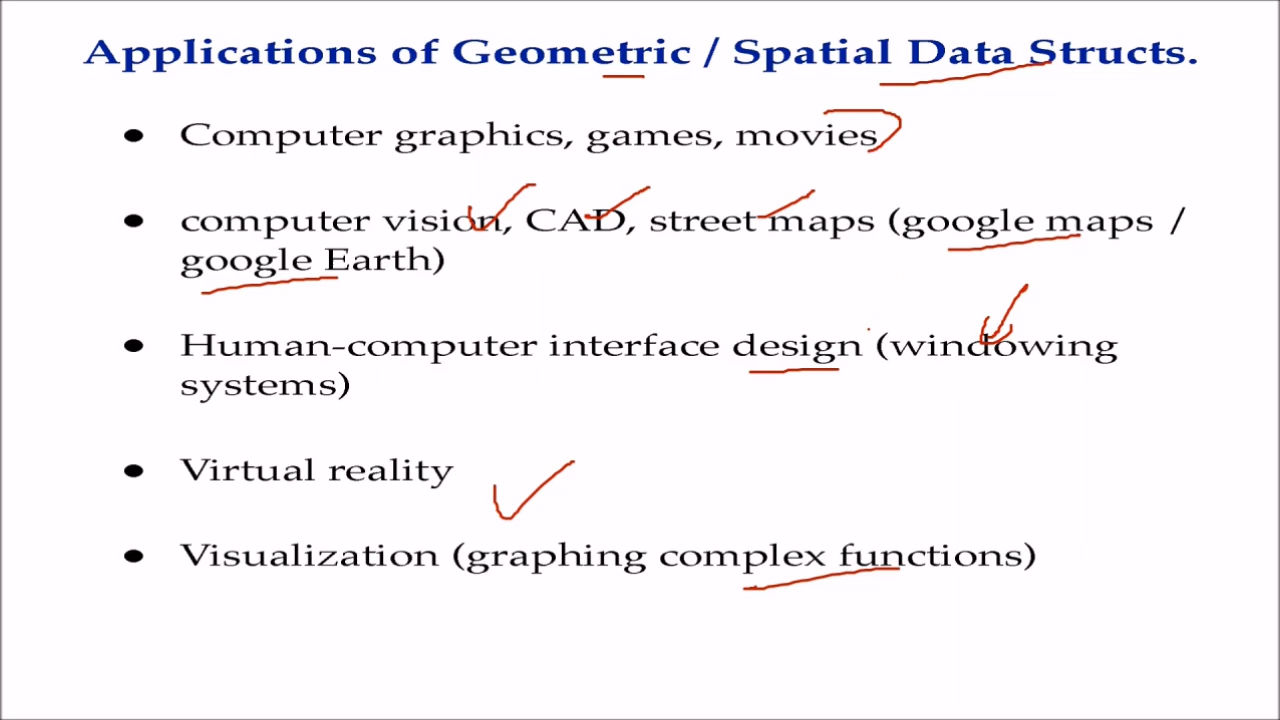 Applications of Geometric / Spatial Data Structs.
● Computer graphics, games, movies
● computer vision, CAD, street maps (google maps /
google Earth)
● Human-computer interface design (windowing
systems)
● Virtual reality
● Visualization (graphing complex functions)